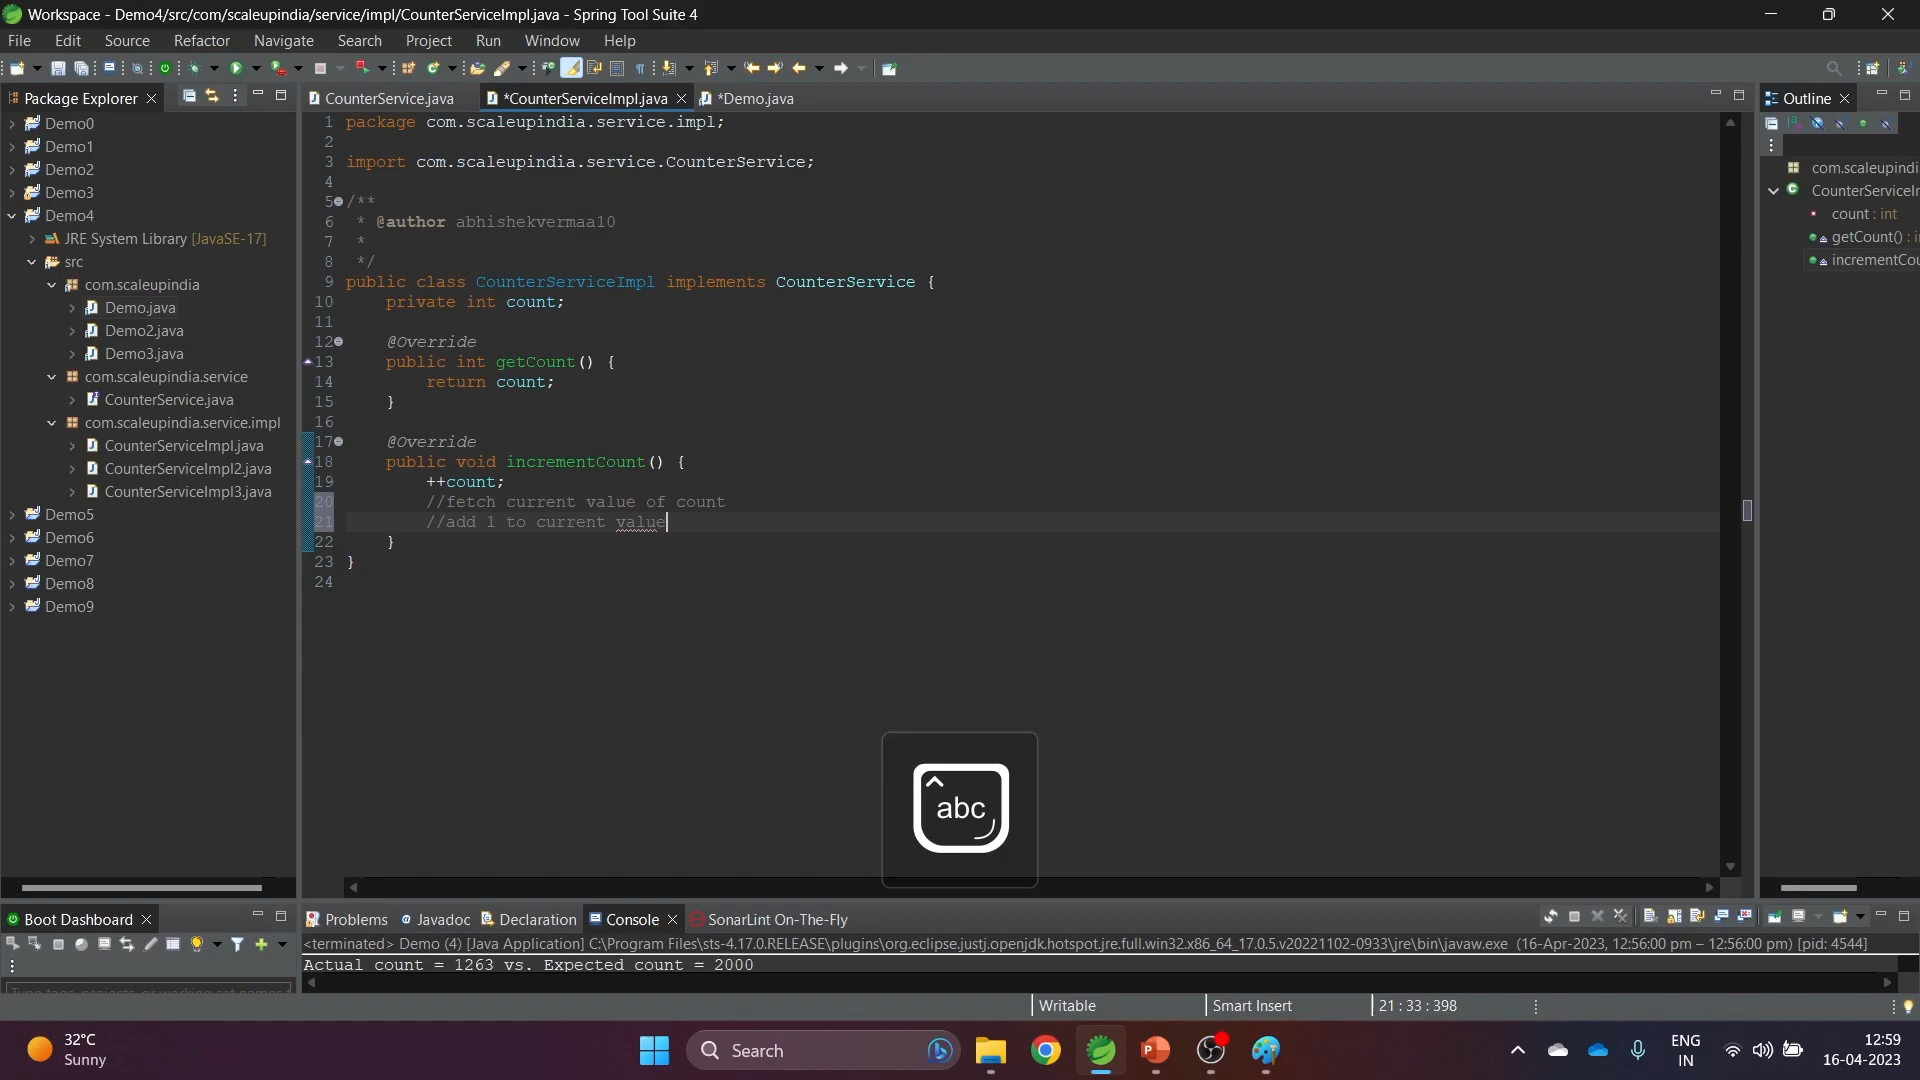 Workspace - Demo4/src/com/scaleupindia/service/impl/CounterServiceImpl.java - Spring Tool Suite 4
File Edit Source Refactor Navigate Search Project Run Window Help
Package Explorer
Demo0
Demo1
Demo2
Demo3
Demo4
JRE System Library [JavaSE-17]
src
com.scaleupindia
Demo.java
Demo2.java
Demo3.java
com.scaleupindia.service
CounterService.java
com.scaleupindia.service.impl
CounterServiceImpl.java
CounterServiceImpl2.java
CounterServiceImpl3.java
Demo5
Demo6
Demo7
Demo8
Demo9
CounterService.java *CounterServiceImpl.java *Demo.java
1 package com.scaleupindia.service.impl;
2
3 import com.scaleupindia.service.CounterService;
4
5 /**
6 * @author abhishekvermaa10
7 *
8 */
9 public class CounterServiceImpl implements CounterService {
10 private int count;
11
12 @Override
13 public int getCount() {
14 return count;
15 }
16
17 @Override
18 public void incrementCount() {
19 ++count;
20 //fetch current value of count
21 //add 1 to current value
22 }
23 }
24
abc
Outline
com.scaleupindi
CounterServiceIr
count : int
getCount() : i
incrementCou
Boot Dashboard
Type tags, projects, or working set names
Problems Javadoc Declaration Console SonarLint On-The-Fly
<terminated> Demo (4) [Java Application] C:\Program Files\sts-4.17.0.RELEASE\plugins\org.eclipse.justj.openjdk.hotspot.jre.full.win32.x86_64_17.0.5.v20221102-0933\jre\bin\javaw.exe (16-Apr-2023, 12:56:00 pm – 12:56:00 pm) [pid: 4544]
Actual count = 1263 vs. Expected count = 2000
Writable Smart Insert 21 : 33 : 398
32°C
Sunny
Search
ENG
IN
12:59
16-04-2023